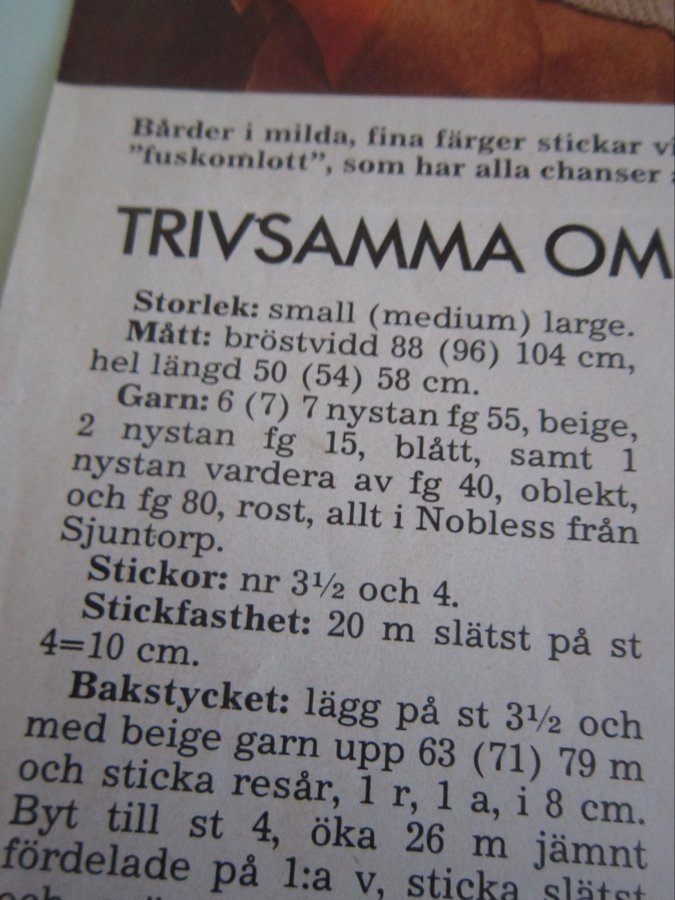 Bårder i milda, fina färger stickar vi
"fuskomlott", som har alla chanser
TRIVSAMMA OM
Storlek: small (medium) large.
Mått: bröstvidd 88 (96) 104 cm,
hel längd 50 (54) 58 cm.
Garn: 6 (7) 7 nystan fg 55, beige,
2 nystan fg 15, blått, samt 1
nystan vardera av fg 40, oblekt,
och fg 80, rost, allt i Nobless från
Sjuntorp.
Stickor: nr 3½ och 4.
Stickfasthet: 20 m slätst på st
4=10 cm.
Bakstycket: lägg på st 3½ och
med beige garn upp 63 (71) 79 m
och sticka resår, 1 r, 1 a, i 8 cm.
Byt till st 4, öka 26 m jämnt
fördelade på 1:a v, sticka slätst